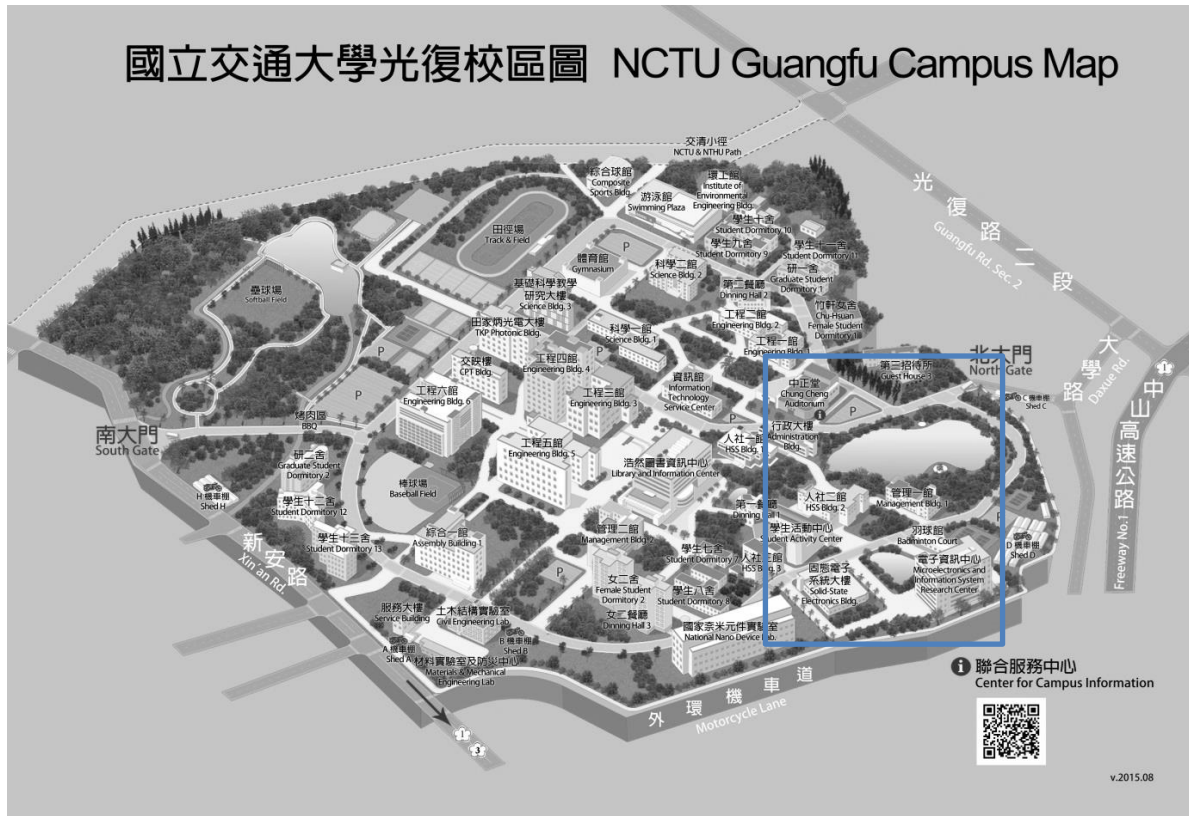 國立交通大學光復校區圖 NCTU Guangfu Campus Map
交清小徑
NCTU & NTHU Path
光復路二段
Guangfu Rd. Sec. 2
綜合球館
Composite
Sports Bldg.
環工館
Institute of
Environmental
Engineering Bldg.
游泳館
Swimming Plaza
學生十舍
Student Dormitory 10
田徑場
Track & Field
P
學生九舍
Student Dormitory 9
學生十一舍
Student Dormitory 11
體育館
Gymnasium
科學二館
Science Bldg. 2
研一舍
Graduate Student
Dormitory 1
基礎科學教學
研究大樓
Science Bldg. 3
第二餐廳
Dinning Hall 2
壘球場
Softball Field
竹軒女舍
Chu-Hsuan
Female Student
Dormitory 1
工程二館
Engineering Bldg. 2
田家炳光電大樓
TKP Photonic Bldg.
科學一館
Science Bldg. 1
工程一館
Engineering Bldg. 1
北大門
North Gate
大學路
Daxue Rd.
中山高速公路
Freeway No.1
1
P
P
交映樓
CPT Bldg.
工程四館
Engineering Bldg. 4
第三招待所
Guest House 3
資訊館
Information
Technology
Service Center
中正堂
Chung Cheng
Auditorium
P
C 機車棚
Shed C
工程六館
Engineering Bldg. 6
工程三館
Engineering Bldg. 3
烤肉區
BBQ
行政大樓
Administration
Bldg.
南大門
South Gate
人社一館
HSS Bldg. 1
工程五館
Engineering Bldg. 5
研二舍
Graduate Student
Dormitory 2
浩然圖書資訊中心
Library and Information Center
棒球場
Baseball Field
H 機車棚
Shed H
學生十二舍
Student Dormitory 12
人社二館
HSS Bldg. 2
管理一館
Management Bldg. 1
第一餐廳
Dinning Hall 1
P
新安路
Xin'an Rd.
學生十三舍
Student Dormitory 13
綜合一館
Assembly Building 1
管理二館
Management Bldg. 2
學生活動中心
Student Activity Center
羽球館
Badminton Court
D 機車棚
Shed D
學生七舍
Student Dormitory 7
人社三館
HSS Bldg. 3
固態電子
系統大樓
Solid-State
Electronics Bldg.
電子資訊中心
Microelectronics and
Information System
Research Center
P
女二舍
Female Student
Dormitory 2
學生八舍
Student Dormitory 8
服務大樓
Service Building
土木結構實驗室
Civil Engineering Lab.
女二餐廳
Dinning Hall 3
國家奈米元件實驗室
National Nano Device Lab.
A 機車棚
Shed A
B 機車棚
Shed B
材料實驗室及防災中心
Materials & Mechanical
Engineering Lab
外環機車道
Motorcycle Lane
1
3
i 聯合服務中心
Center for Campus Information
v.2015.08